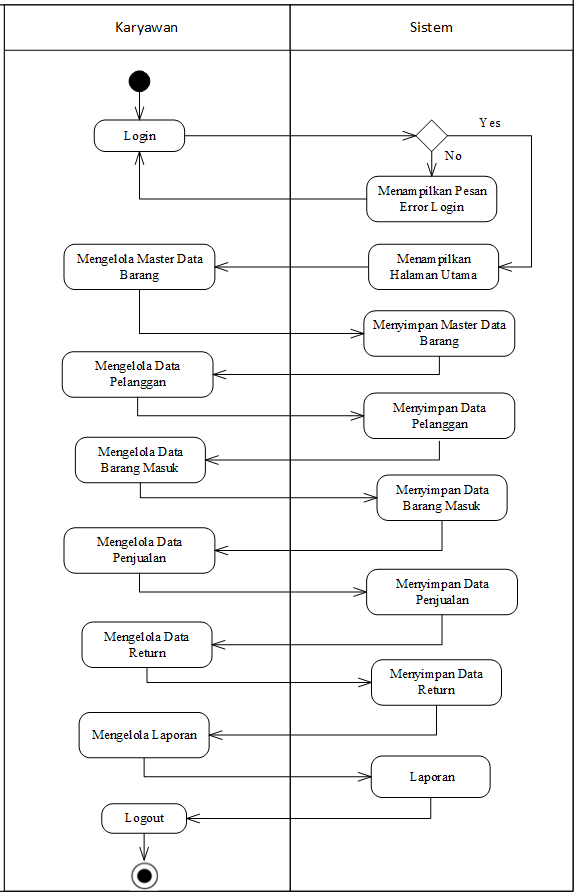 Karyawan
Sistem
Login
Yes
No
Menampilkan Pesan
Error Login
Mengelola Master Data
Barang
Menampilkan
Halaman Utama
Menyimpan Master Data
Barang
Mengelola Data
Pelanggan
Menyimpan Data
Pelanggan
Mengelola Data
Barang Masuk
Menyimpan Data
Barang Masuk
Mengelola Data
Penjualan
Menyimpan Data
Penjualan
Mengelola Data
Return
Menyimpan Data
Return
Mengelola Laporan
Laporan
Logout